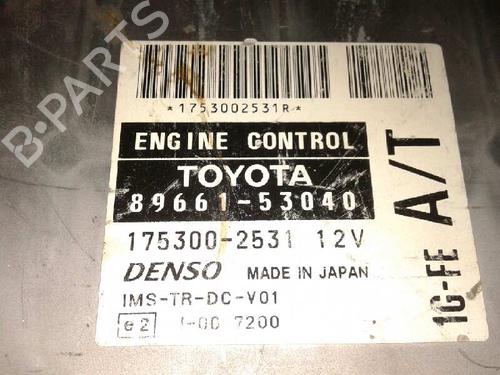 *1753002531R*
ENGINE CONTROL
TOYOTA
89661-53040
175300-2531 12V
DENSO MADE IN JAPAN
IMS-TR-DC-V01
e2 7200
1G-FE A/T
B-PARTS